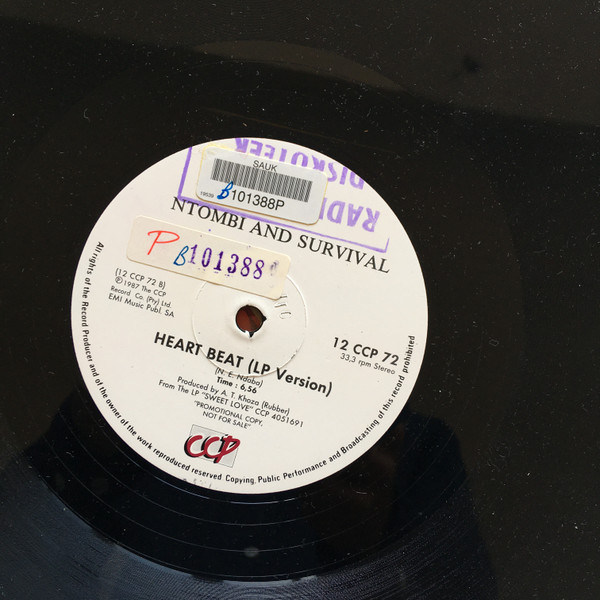 RADI
DISKOTEEK
SAUK
B101388P
NTOMBI AND SURVIVAL
P B101388
(12 CCP 72 B)
℗1987 The CCP
Record Co. (Pty) Ltd.
EMI Music Publ. SA
12 CCP 72
33,3 rpm Stereo
HEART BEAT (LP Version)
(N. E. Ndaba)
Time : 6,56
Produced by A. T. Khoza (Rubber)
From The LP "SWEET LOVE" CCP 4051691
"PROMOTIONAL COPY,
NOT FOR SALE"
CCP
All rights of the Record Producer and of the owner of the work reproduced reserved. Copying, Public Performance and Broadcasting of this record prohibited